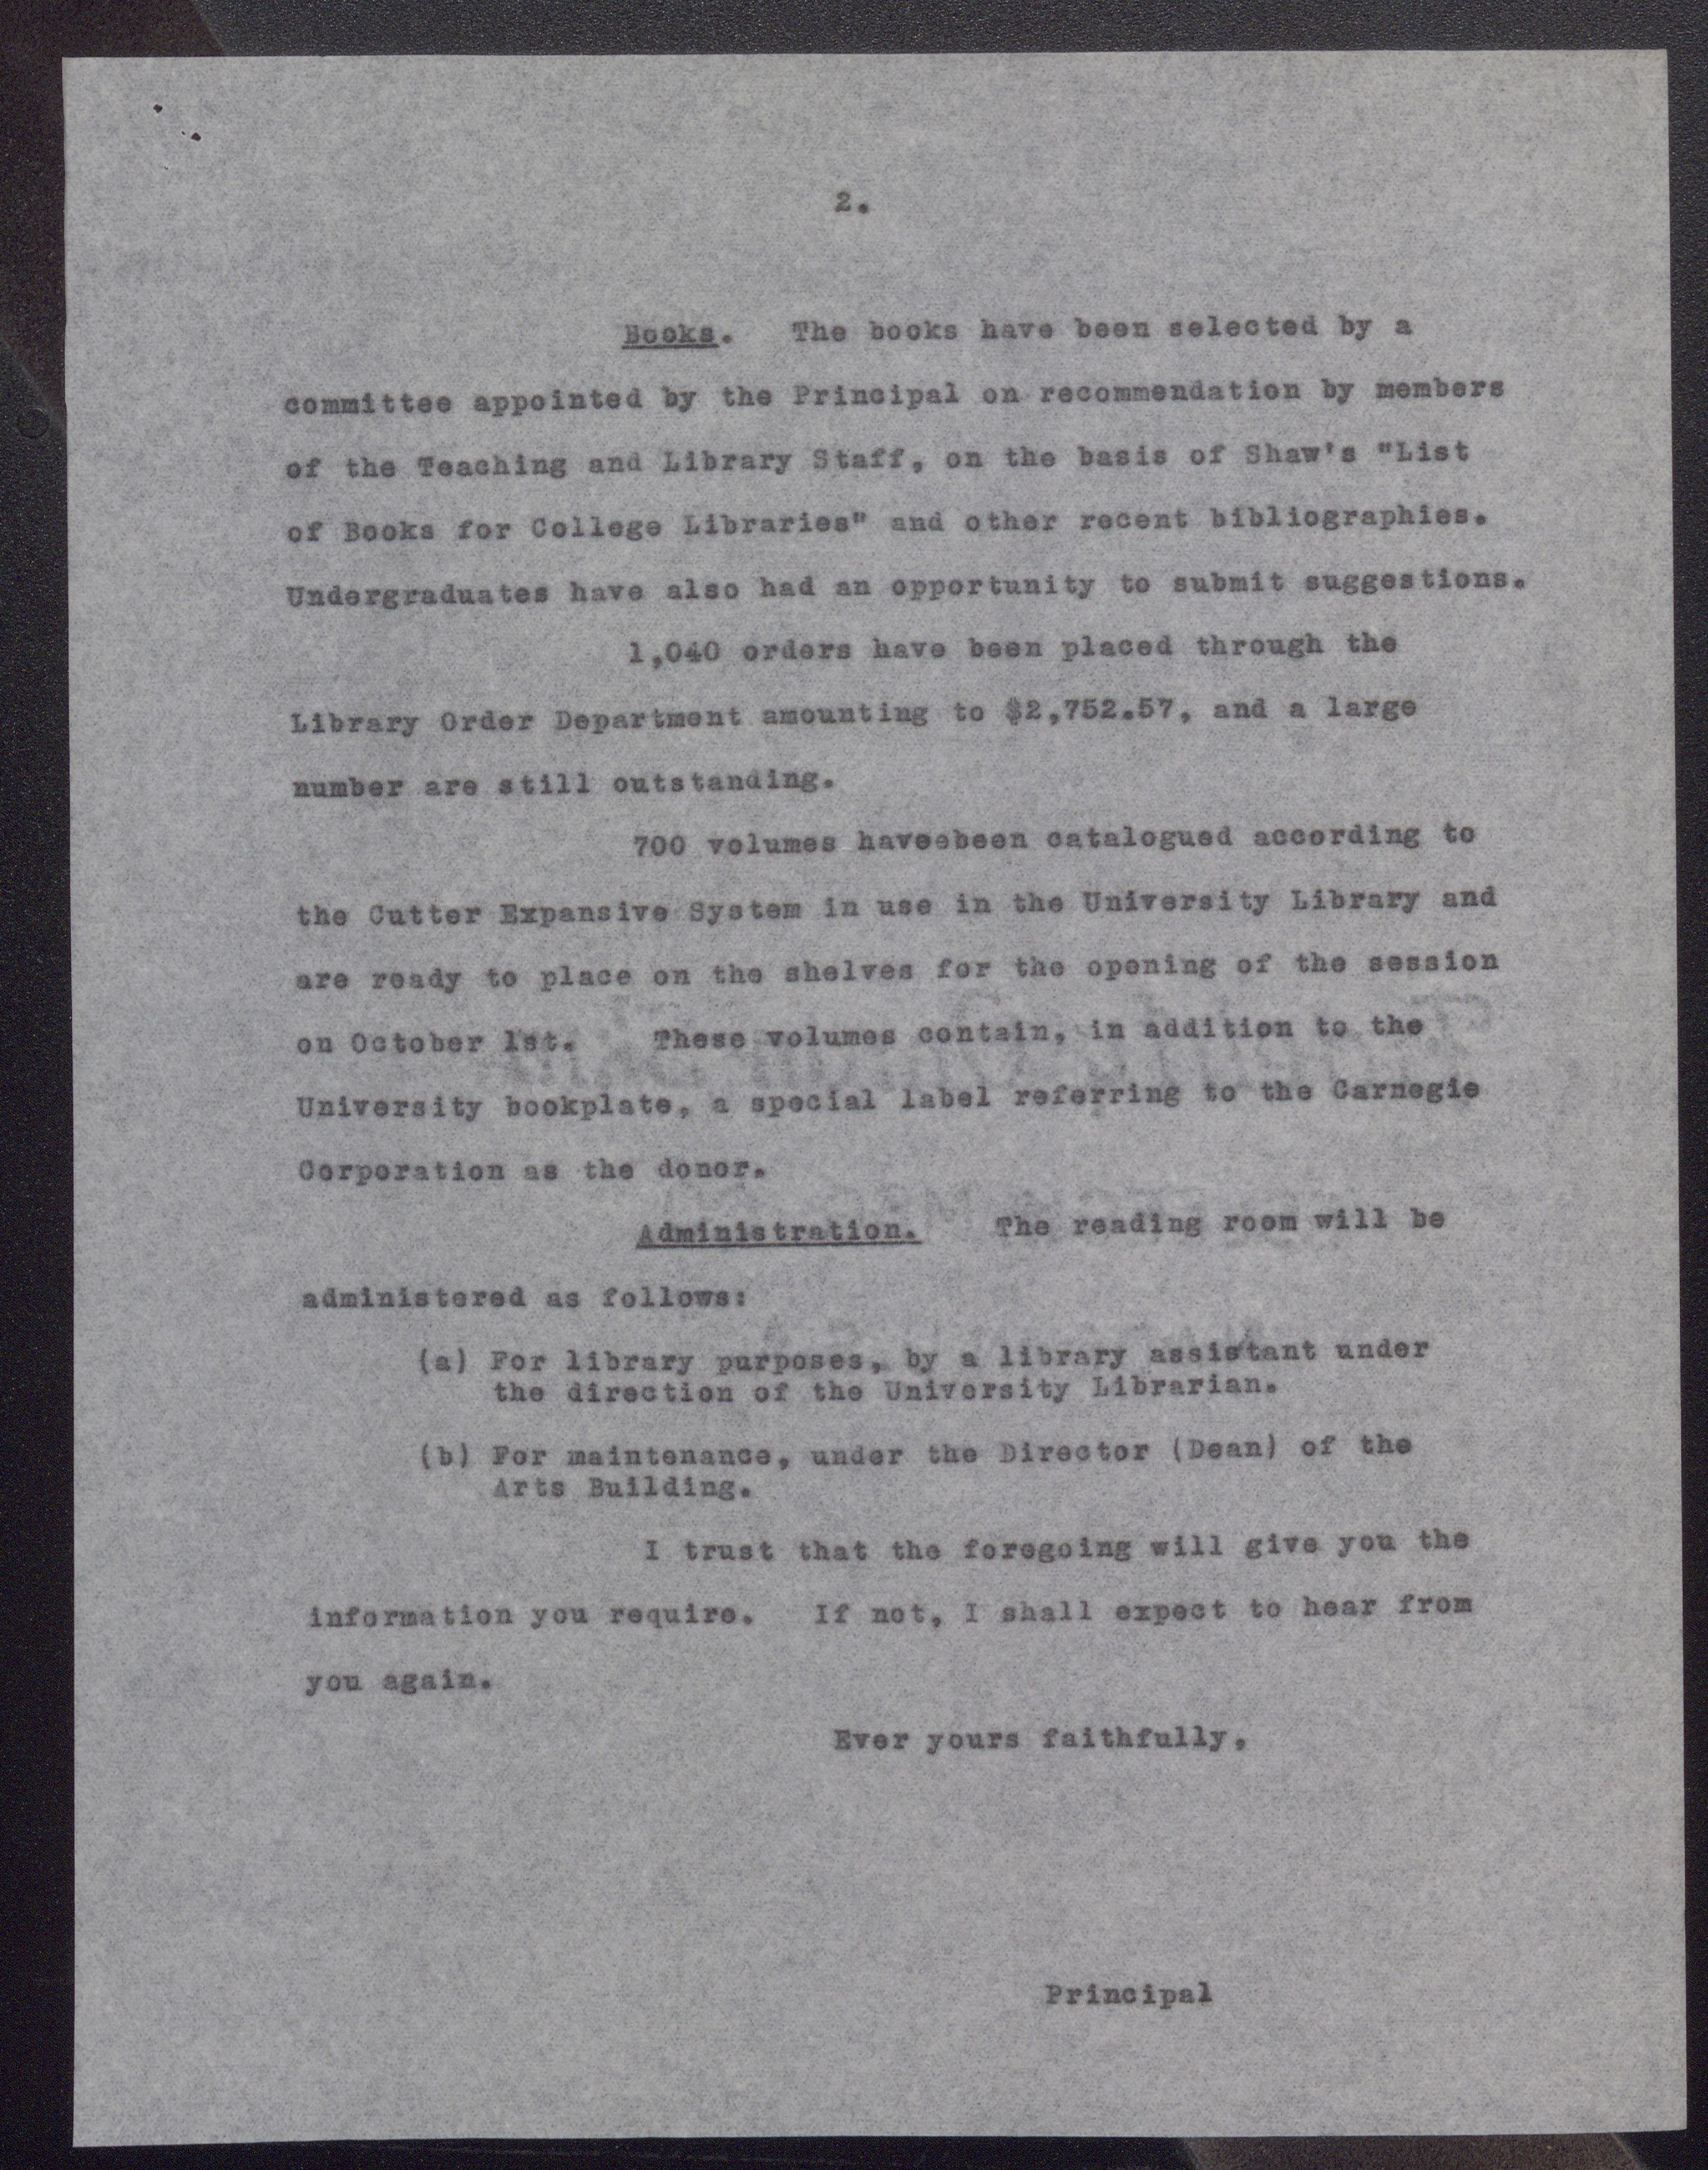 2.
Books. The books have been selected by a
committee appointed by the Principal on recommendation by members
of the Teaching and Library Staff, on the basis of Shaw's "List
of Books for College Libraries" and other recent bibliographies.
Undergraduates have also had an opportunity to submit suggestions.
1,040 orders have been placed through the
Library Order Department amounting to $2,752.57, and a large
number are still outstanding.
700 volumes haveebeen catalogued according to
the Cutter Expansive System in use in the University Library and
are ready to place on the shelves for the opening of the session
on October 1st. These volumes contain, in addition to the
University bookplate, a special label referring to the Carnegie
Corporation as the donor.
Administration. The reading room will be
administered as follows:
(a) For library purposes, by a library assistant under
the direction of the University Librarian.
(b) For maintenance, under the Director (Dean) of the
Arts Building.
I trust that the foregoing will give you the
information you require. If not, I shall expect to hear from
you again.
Ever yours faithfully,
Principal